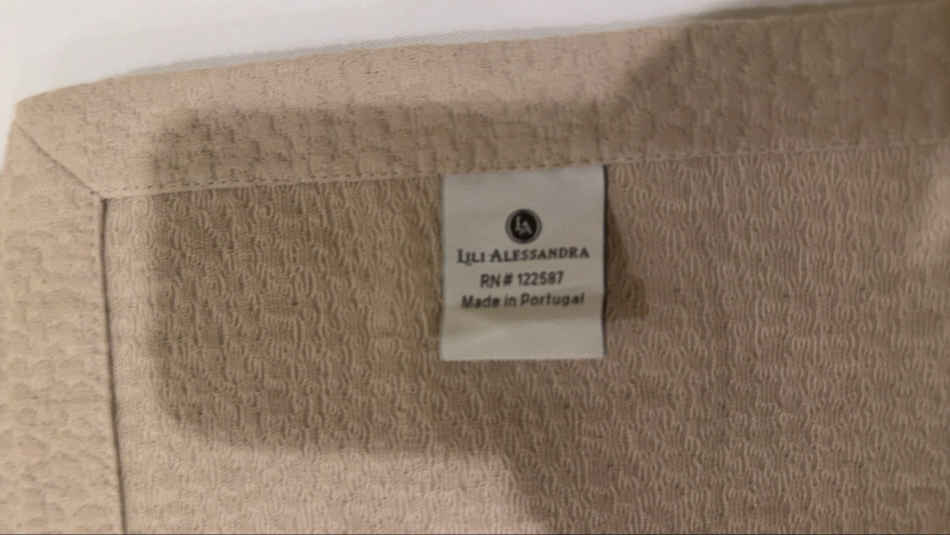 LA
LILI ALESSANDRA
RN# 122587
Made in Portugal